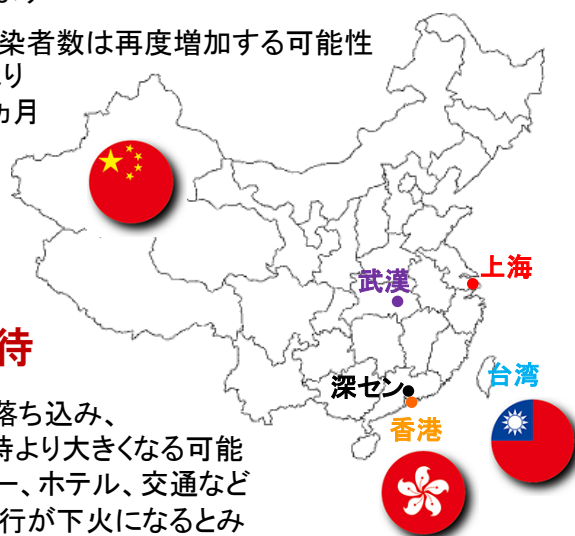 染者数は再度増加する可能性
り
ヵ月
上海
武漢
待
台湾
深セン
落ち込み、
香港
時より大きくなる可能
ー、ホテル、交通など
行が下火になるとみ